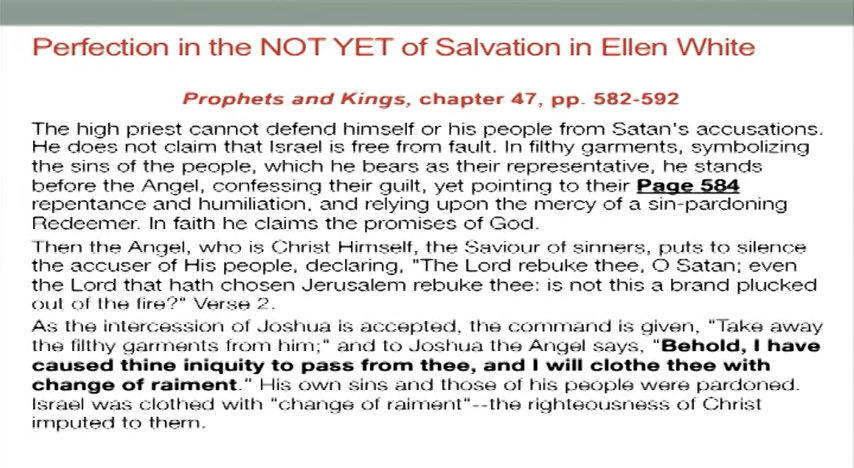 Perfection in the NOT YET of Salvation in Ellen White
Prophets and Kings, chapter 47, pp. 582-592
The high priest cannot defend himself or his people from Satan's accusations.
He does not claim that Israel is free from fault. In filthy garments, symbolizing
the sins of the people, which he bears as their representative, he stands
before the Angel, confessing their guilt, yet pointing to their Page 584
repentance and humiliation, and relying upon the mercy of a sin-pardoning
Redeemer. In faith he claims the promises of God.
Then the Angel, who is Christ Himself, the Saviour of sinners, puts to silence
the accuser of His people, declaring, "The Lord rebuke thee, O Satan; even
the Lord that hath chosen Jerusalem rebuke thee: is not this a brand plucked
out of the fire?" Verse 2.
As the intercession of Joshua is accepted, the command is given, "Take away
the filthy garments from him;" and to Joshua the Angel says, "Behold, I have
caused thine iniquity to pass from thee, and I will clothe thee with
change of raiment." His own sins and those of his people were pardoned.
Israel was clothed with "change of raiment"--the righteousness of Christ
imputed to them.